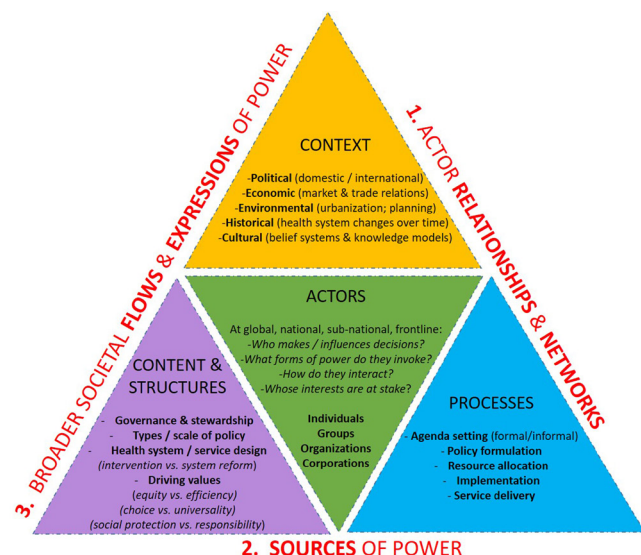 CONTEXT
-Political (domestic / international)
-Economic (market & trade relations)
-Environmental (urbanization; planning)
-Historical (health system changes over time)
-Cultural (belief systems & knowledge models)
ACTORS
At global, national, sub-national, frontline:
-Who makes / influences decisions?
-What forms of power do they invoke?
-How do they interact?
-Whose interests are at stake?
Individuals
Groups
Organizations
Corporations
CONTENT &
STRUCTURES
- Governance & stewardship
- Types / scale of policy
- Health system / service design
(intervention vs. system reform)
- Driving values
(equity vs. efficiency)
(choice vs. universality)
(social protection vs. responsibility)
PROCESSES
- Agenda setting (formal/informal)
- Policy formulation
- Resource allocation
- Implementation
- Service delivery
1. ACTOR RELATIONSHIPS & NETWORKS
2. SOURCES OF POWER
3. BROADER SOCIETAL FLOWS & EXPRESSIONS OF POWER